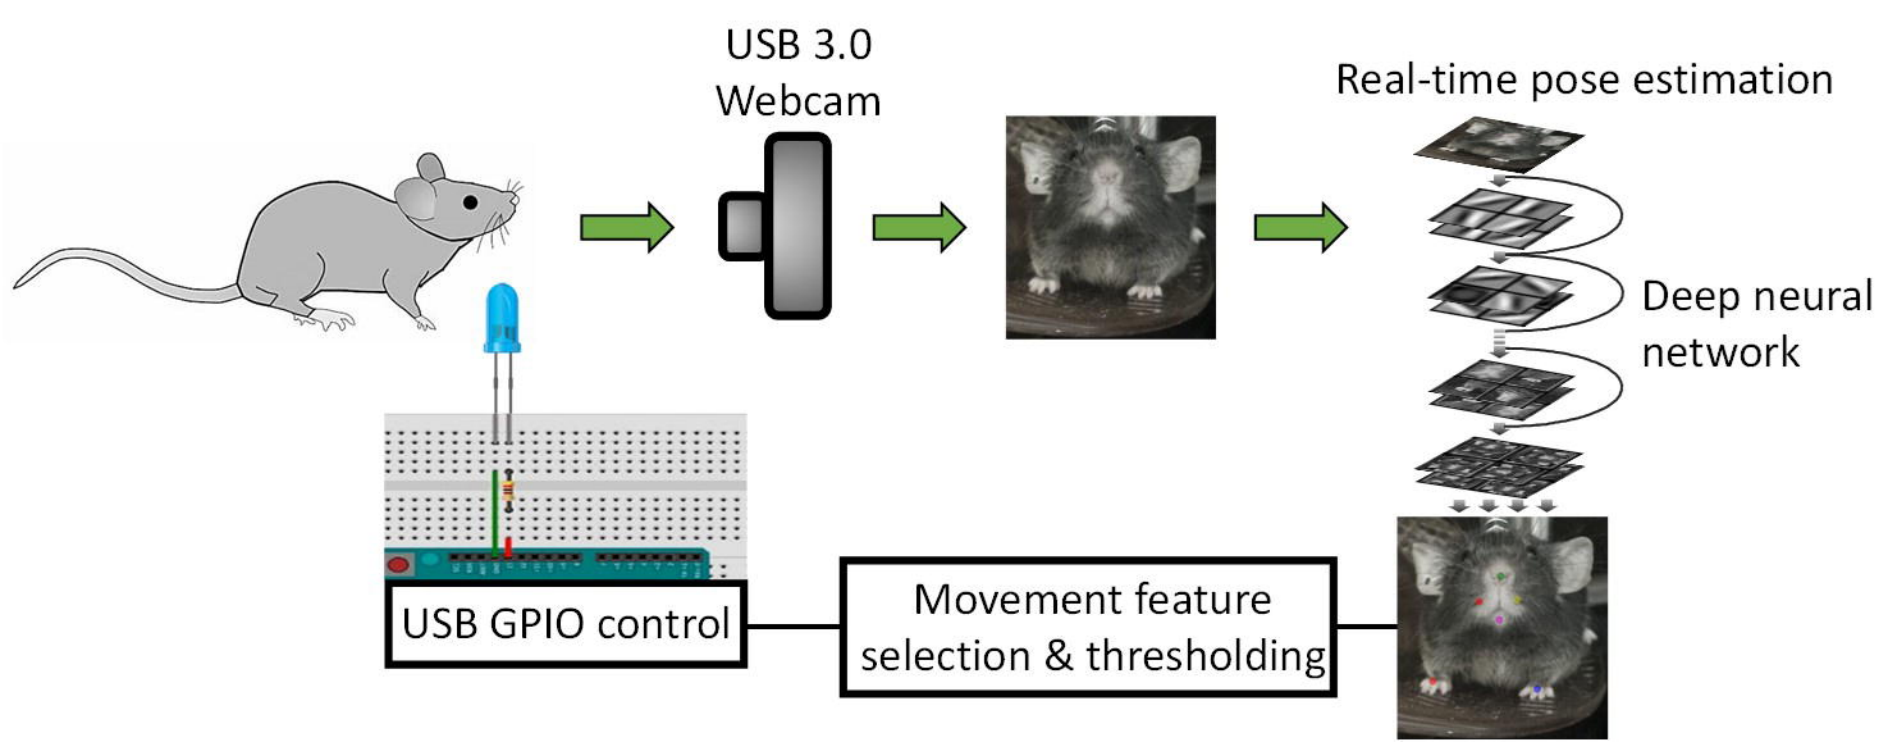 USB 3.0
Webcam
Real-time pose estimation
Deep neural
network
Movement feature
selection & thresholding
USB GPIO control